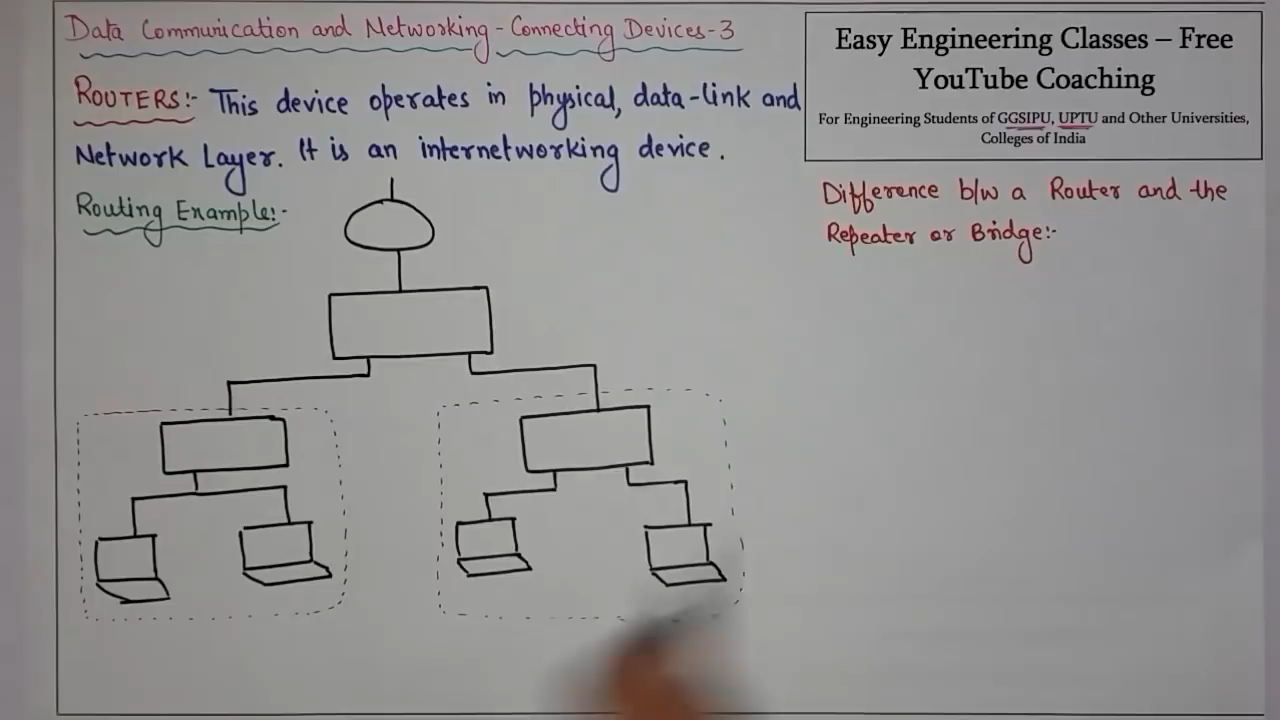 Data Communication and Networking - Connecting Devices-3
Easy Engineering Classes – Free
YouTube Coaching
For Engineering Students of GGSIPU, UPTU and Other Universities,
Colleges of India
ROUTERS:- This device operates in physical, data-link and
Network Layer. It is an internetworking device.
Routing Example:-
Difference b/w a Router and the
Repeater or Bridge:-